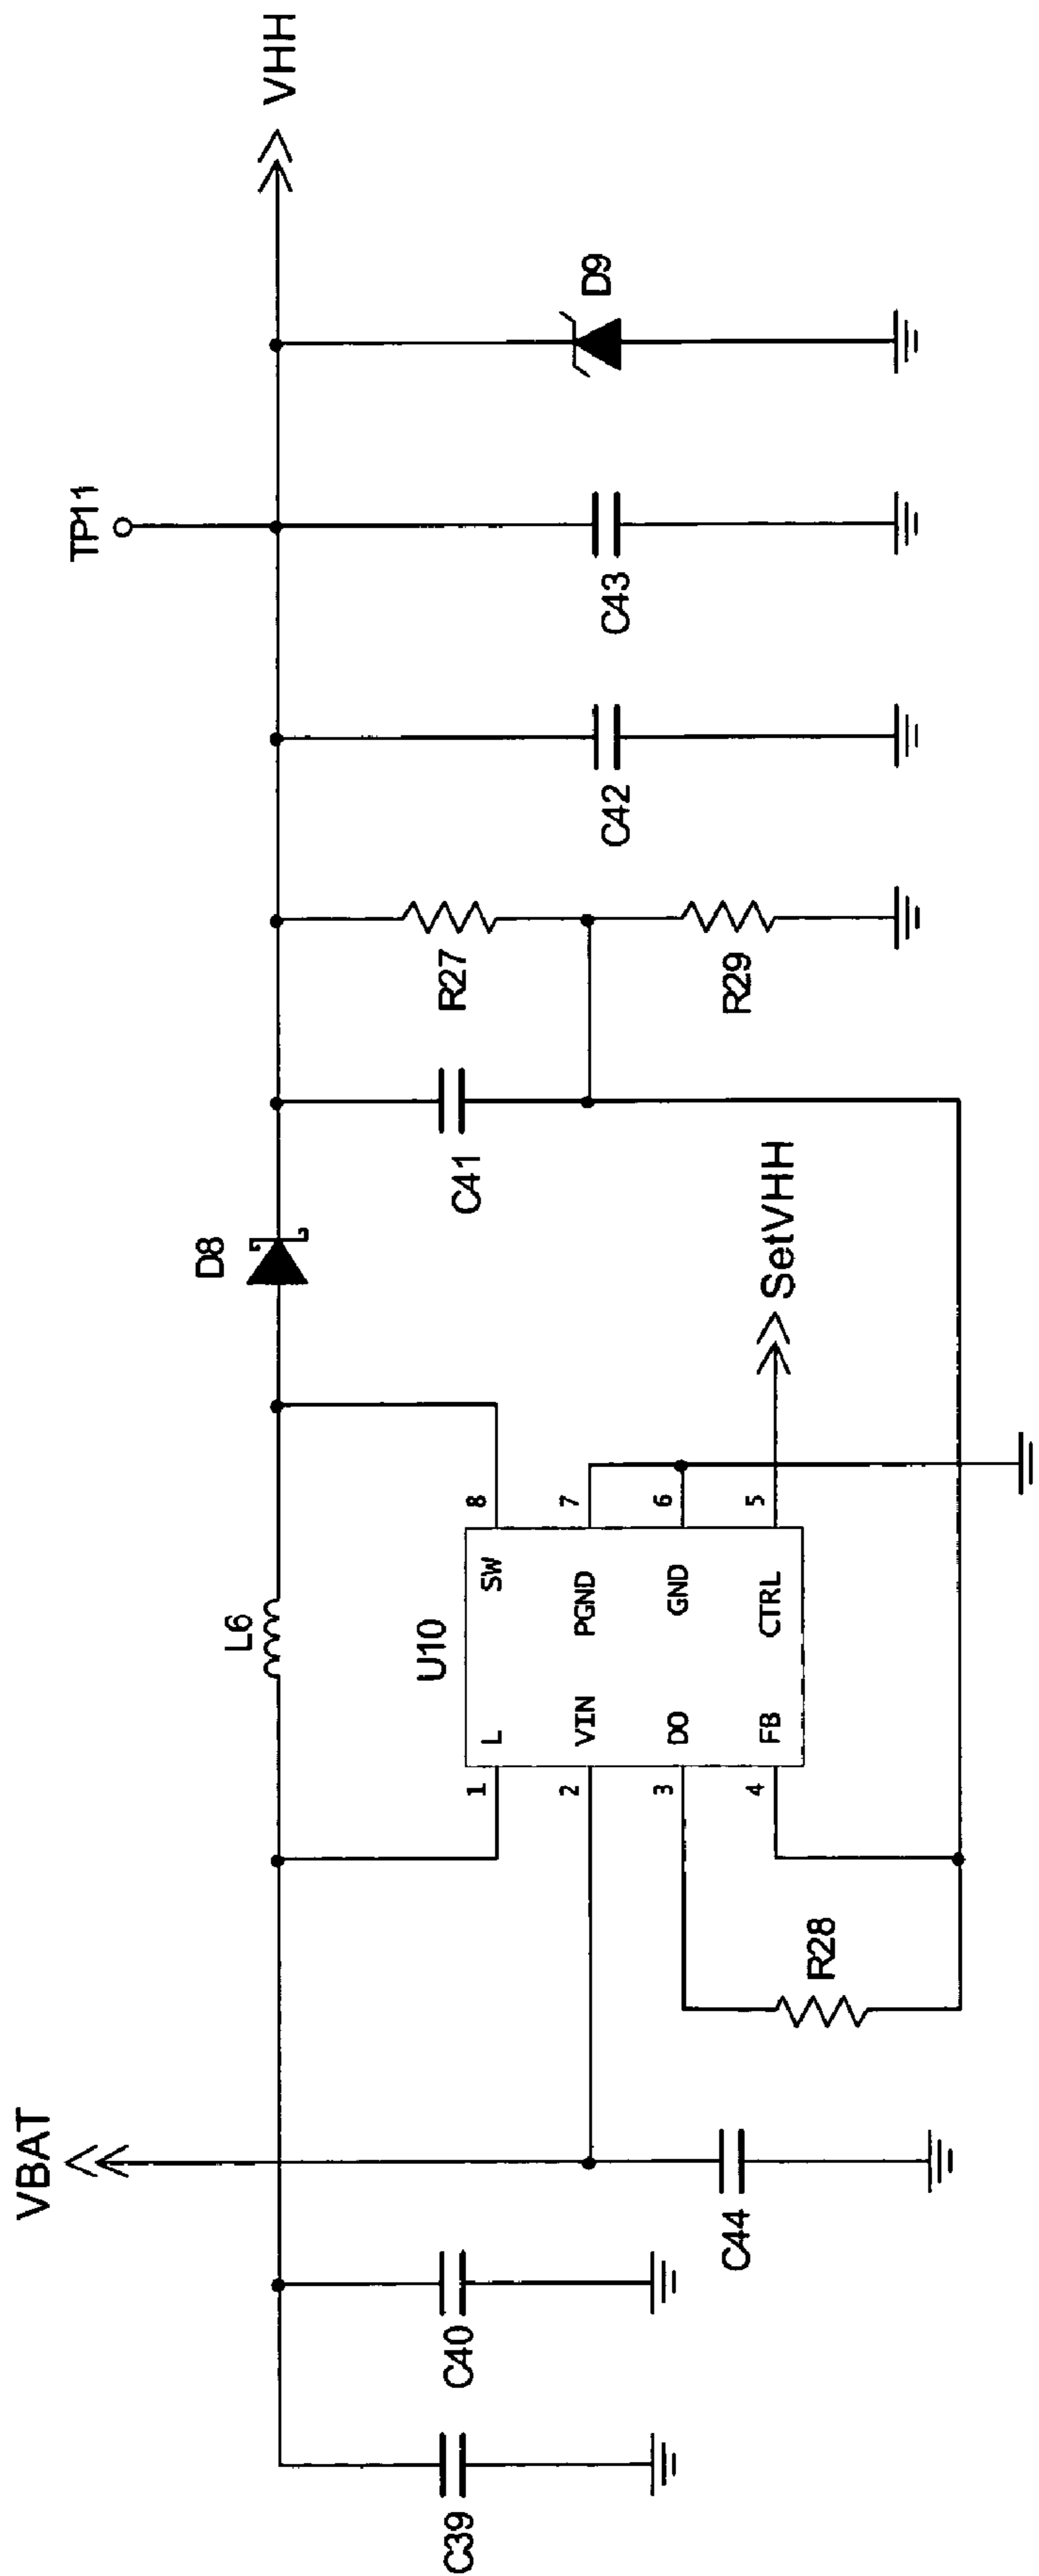 VBAT
VHH
TP11
L6
D8
C39
C40
C44
C41
R27
R29
C42
C43
D9
U10
1 L
2 VIN
3 DO
4 FB
SW 8
PGND 7
GND 6
CTRL 5
R28
SetVHH